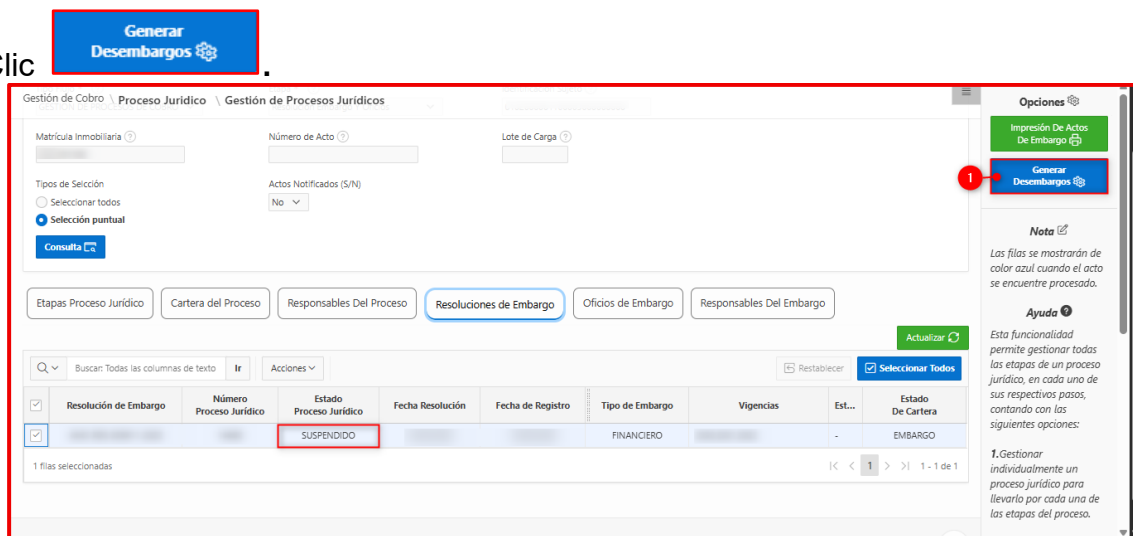 Generar
Desembargos
Clic .
Gestión de Cobro \ Proceso Juridico \ Gestión de Procesos Jurídicos
Matrícula Inmobiliaria ? Número de Acto ? Lote de Carga ?
Tipos de Selcción Actos Notificados (S/N)
Seleccionar todos No
Selección puntual
Consulta
Etapas Proceso Jurídico Cartera del Proceso Responsables Del Proceso Resoluciones de Embargo Oficios de Embargo Responsables Del Embargo
Actualizar
Buscar: Todas las columnas de texto Ir Acciones Restablecer Seleccionar Todos
Resolución de Embargo Número Proceso Jurídico Estado Proceso Jurídico Fecha Resolución Fecha de Registro Tipo de Embargo Vigencias Est... Estado De Cartera
SUSPENDIDO FINANCIERO - EMBARGO
1 filas seleccionadas 1 1 - 1 de 1
Opciones
Impresión De Actos
De Embargo
1
Generar
Desembargos
Nota
Las filas se mostrarán de
color azul cuando el acto
se encuentre procesado.
Ayuda ?
Esta funcionalidad
permite gestionar todas
las etapas de un proceso
jurídico, en cada uno de
sus respectivos pasos,
contando con las
siguientes opciones:
1.Gestionar
individualmente un
proceso jurídico para
llevarlo por cada una de
las etapas del proceso.